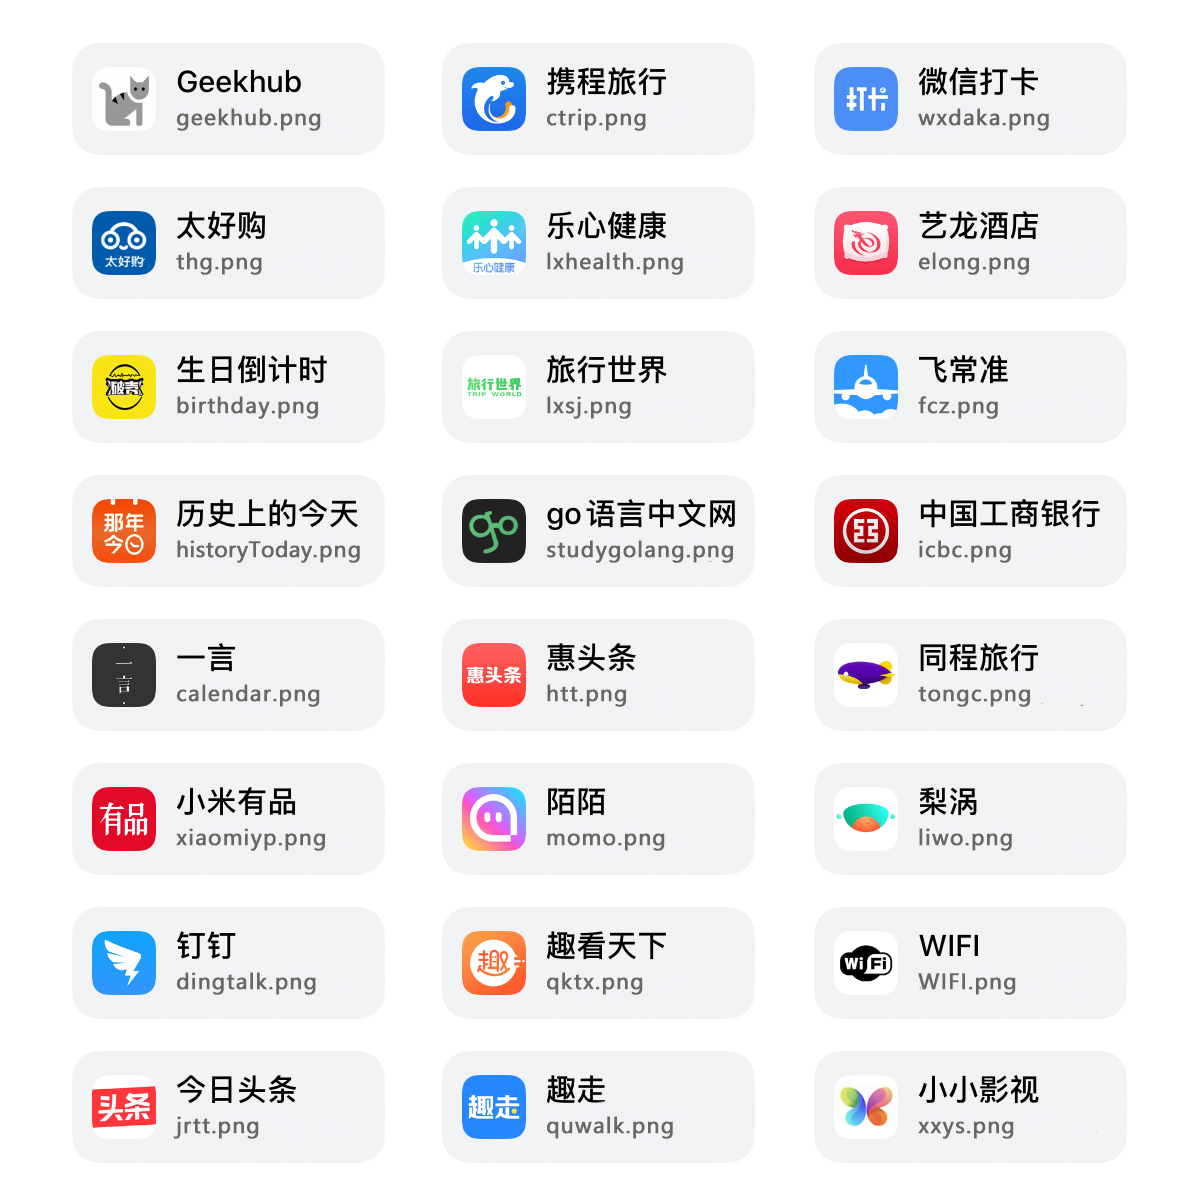 Geekhub
geekhub.png
携程旅行
ctrip.png
打卡
微信打卡
wxdaka.png
太好购
太好购
thg.png
乐心健康
乐心健康
lxhealth.png
艺龙酒店
elong.png
破壳
生日倒计时
birthday.png
旅行世界
TRIP WORLD
旅行世界
lxsj.png
飞常准
fcz.png
那年
今
历史上的今天
historyToday.png
go
go语言中文网
studygolang.png
中国工商银行
icbc.png
一
言
一言
calendar.png
惠头条
惠头条
htt.png
同程旅行
tongc.png
有品
小米有品
xiaomiyp.png
陌陌
momo.png
梨涡
liwo.png
钉钉
dingtalk.png
趣
趣看天下
qktx.png
WiFi
WIFI
WIFI.png
头条
今日头条
jrtt.png
趣走
趣走
quwalk.png
小小影视
xxys.png